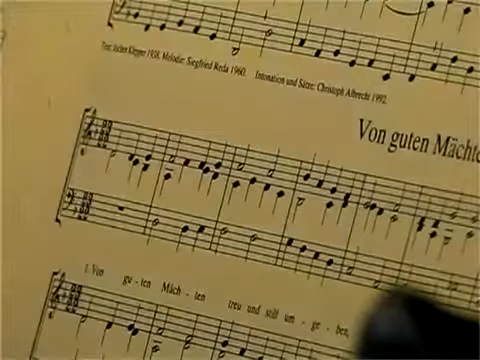 Text: Jochen Klepper 1938. Melodie: Siegfried Reda 1960. Intonation und Sätze: Christoph Albrecht 1992.
Von guten Mächte
1. Von gu - ten Mäch - ten treu und still um - ge - ben,